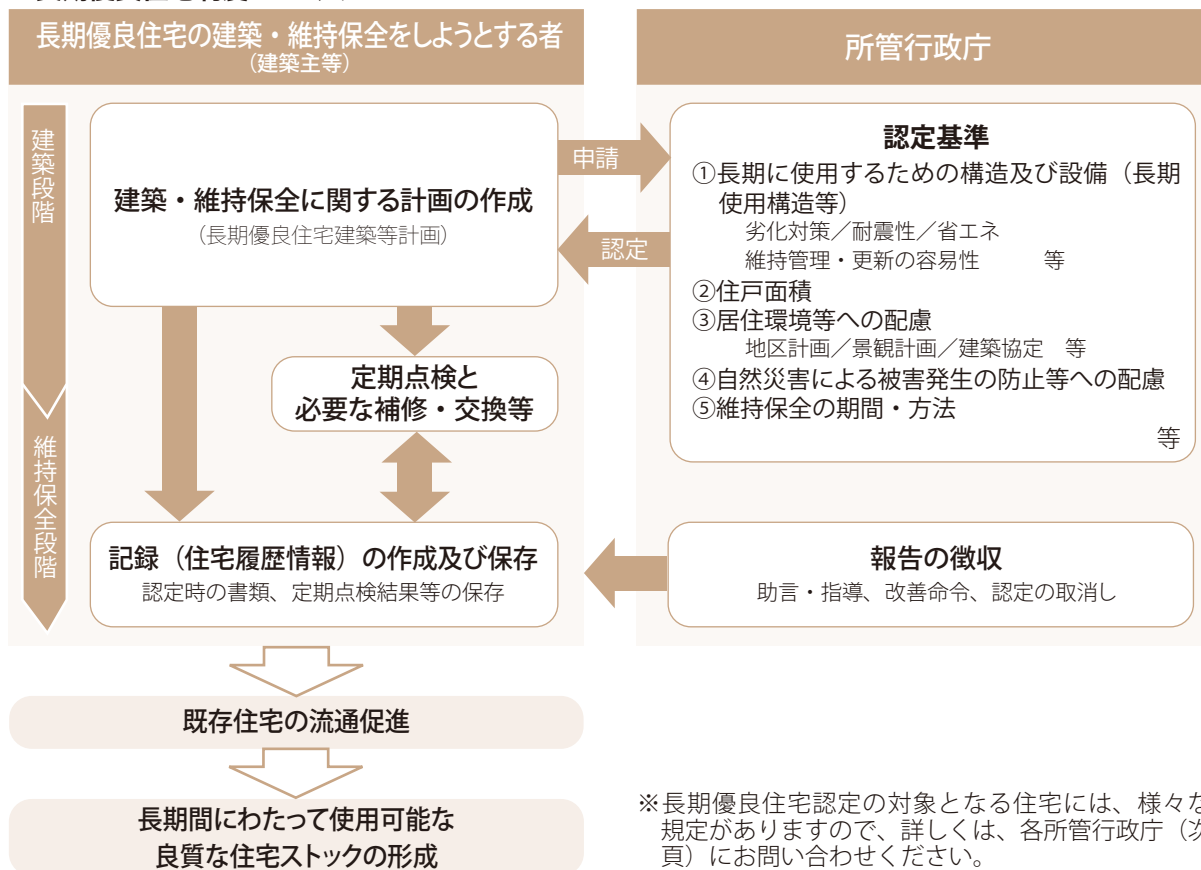 長期優良住宅の建築・維持保全をしようとする者
(建築主等)
所管行政庁
建築段階
維持保全段階
建築・維持保全に関する計画の作成
(長期優良住宅建築等計画)
申請
認定
認定基準
①長期に使用するための構造及び設備(長期
使用構造等)
劣化対策/耐震性/省エネ
維持管理・更新の容易性 等
②住戸面積
③居住環境等への配慮
地区計画/景観計画/建築協定 等
④自然災害による被害発生の防止等への配慮
⑤維持保全の期間・方法
等
定期点検と
必要な補修・交換等
記録(住宅履歴情報)の作成及び保存
認定時の書類、定期点検結果等の保存
報告の徴収
助言・指導、改善命令、認定の取消し
既存住宅の流通促進
長期間にわたって使用可能な
良質な住宅ストックの形成
※長期優良住宅認定の対象となる住宅には、様々な
規定がありますので、詳しくは、各所管行政庁(次
頁)にお問い合わせください。